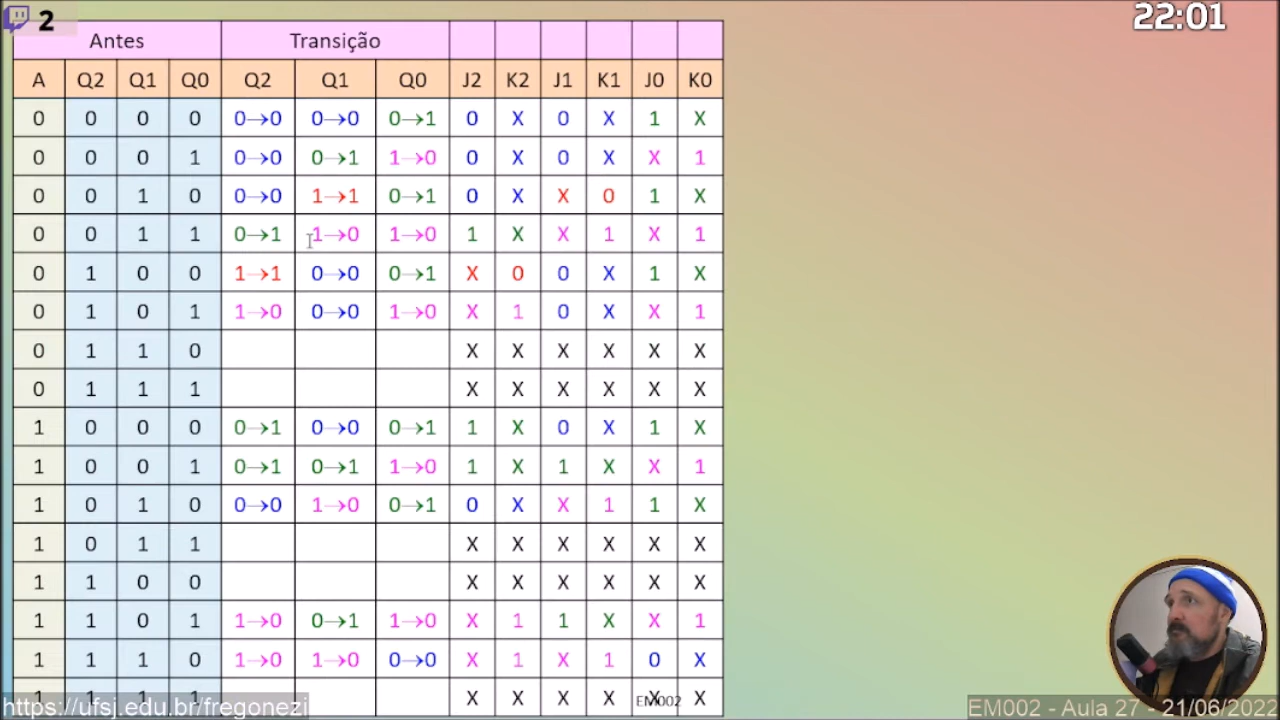 2
22:01
Antes Transição
A Q2 Q1 Q0 Q2 Q1 Q0 J2 K2 J1 K1 J0 K0
0 0 0 0 0→0 0→0 0→1 0 X 0 X 1 X
0 0 0 1 0→0 0→1 1→0 0 X 0 X X 1
0 0 1 0 0→0 1→1 0→1 0 X X 0 1 X
0 0 1 1 0→1 1→0 1→0 1 X X 1 X 1
0 1 0 0 1→1 0→0 0→1 X 0 0 X 1 X
0 1 0 1 1→0 0→0 1→0 X 1 0 X X 1
0 1 1 0 X X X X X X
0 1 1 1 X X X X X X
1 0 0 0 0→1 0→0 0→1 1 X 0 X 1 X
1 0 0 1 0→1 0→1 1→0 1 X 1 X X 1
1 0 1 0 0→0 1→0 0→1 0 X X 1 1 X
1 0 1 1 X X X X X X
1 1 0 0 X X X X X X
1 1 0 1 1→0 0→1 1→0 X 1 1 X X 1
1 1 1 0 1→0 1→0 0→0 X 1 X 1 0 X
1 1 1 1 X X X X X X
EM002
https://ufsj.edu.br/fregonezi
EM002 - Aula 27 - 21/06/2022